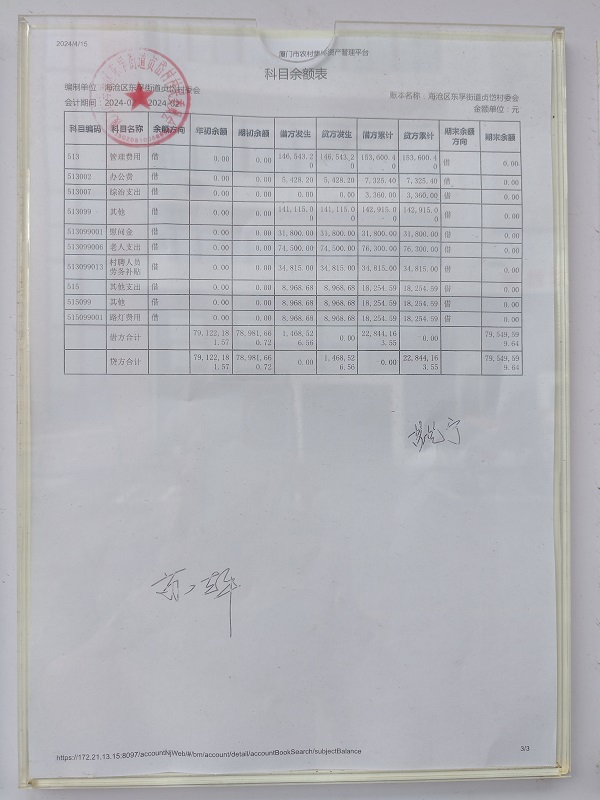 2024/4/15
厦门市农村集体资产管理平台
科目余额表
编制单位 海沧区东孚街道贞岱村委会 账本名称：海沧区东孚街道贞岱村委会
会计期间：2024-0 2024-0 金额单位：元
科目编码 科目名称 余额方向 年初余额 期初余额 借方发生 贷方发生 借方累计 贷方累计 期末余额方向 期末余额
513 管理费用 借 0.00 0.00 146,543.20 146,543.20 153,600.40 153,600.40 借 0.00
513002 办公费 借 0.00 0.00 5,428.20 5,428.20 7,325.40 7,325.40 借 0.00
513007 综治支出 借 0.00 0.00 0.00 0.00 3,360.00 3,360.00 借 0.00
513099 其他 借 0.00 0.00 141,115.00 141,115.00 142,915.00 142,915.00 借 0.00
513099001 慰问金 借 0.00 0.00 31,800.00 31,800.00 31,800.00 31,800.00 借 0.00
513099006 老人支出 借 0.00 0.00 74,500.00 74,500.00 76,300.00 76,300.00 借 0.00
513099013 村聘人员劳务补贴 借 0.00 0.00 34,815.00 34,815.00 34,815.00 34,815.00 借 0.00
515 其他支出 借 0.00 0.00 8,968.68 8,968.68 18,254.59 18,254.59 借 0.00
515099 其他 借 0.00 0.00 8,968.68 8,968.68 18,254.59 18,254.59 借 0.00
515099001 路灯费用 借 0.00 0.00 8,968.68 8,968.68 18,254.59 18,254.59 借 0.00
借方合计 79,122,181.57 78,981,660.72 1,468,526.56 0.00 22,844,163.55 0.00 79,549,599.64
贷方合计 79,122,181.57 78,981,660.72 0.00 1,468,526.56 0.00 22,844,163.55 79,549,599.64
https://172.21.13.15:8097/accountNjWeb/#/bm/account/detail/accountBookSearch/subjectBalance 3/3